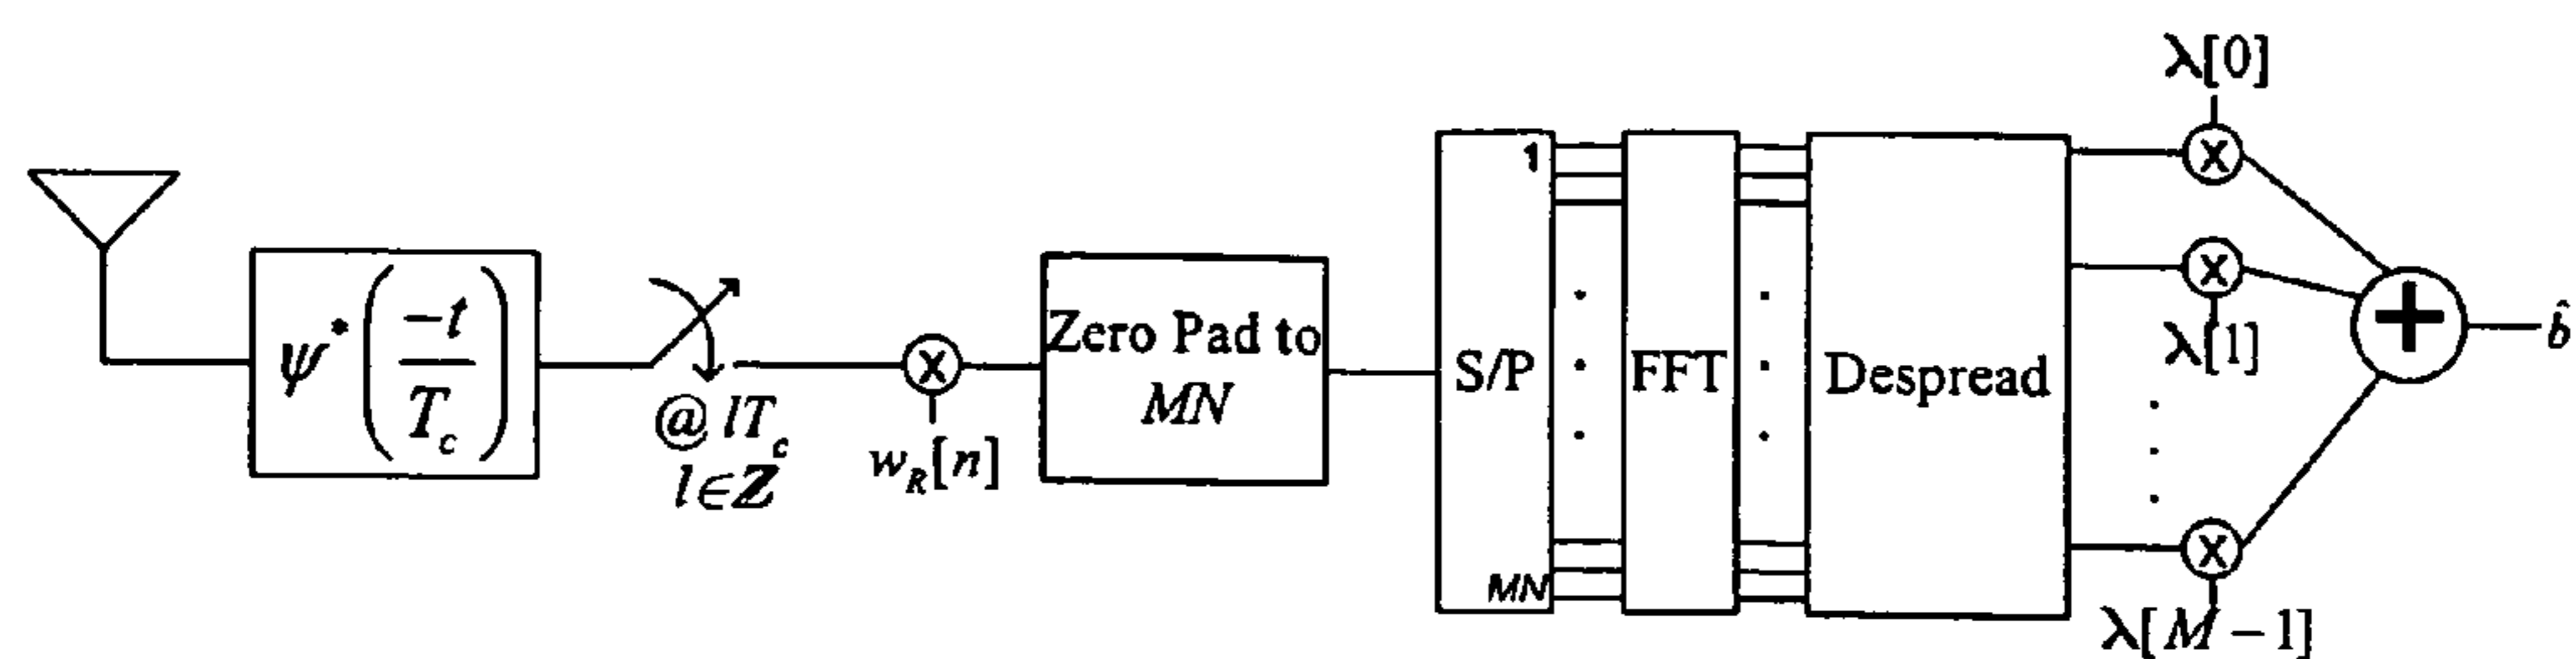 ψ*(−t/T_c)
@ lT_c
l∈Z
x
w_R[n]
Zero Pad to
MN
S/P
1
MN
FFT
Despread
λ[0]
x
x
λ[1]
x
λ[M−1]
+
b̂